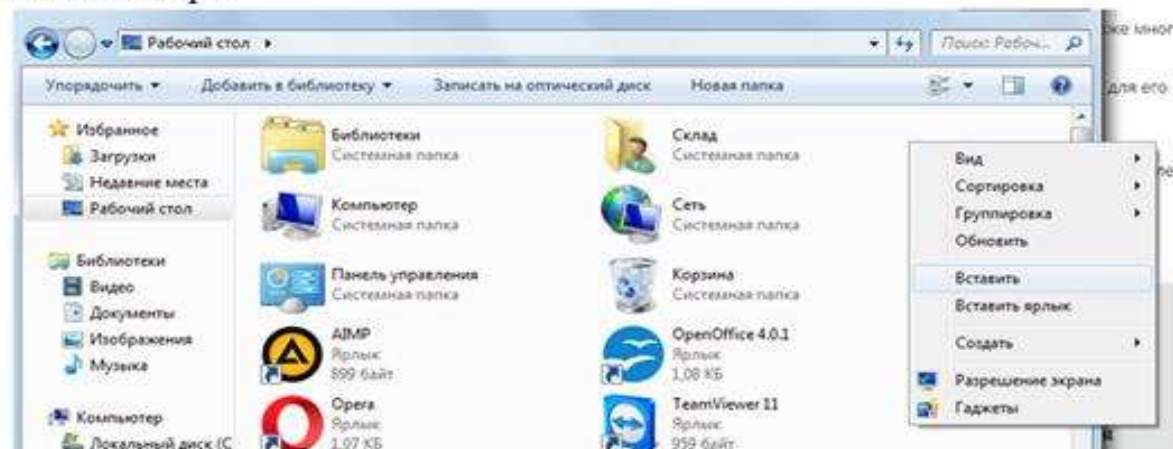 Рабочий стол
Поиск: Рабоч...
Упорядочить
Добавить в библиотеку
Записать на оптический диск
Новая папка
Избранное
Загрузки
Недавние места
Рабочий стол
Библиотеки
Видео
Документы
Изображения
Музыка
Компьютер
Локальный диск (C
Библиотеки
Системная папка
Склад
Системная папка
Компьютер
Системная папка
Сеть
Системная папка
Панель управления
Системная папка
Корзина
Системная папка
AIMP
Ярлык
899 байт
OpenOffice 4.0.1
Ярлык
1,08 КБ
Opera
Ярлык
1,07 КБ
TeamViewer 11
Ярлык
959 байт
Вид
Сортировка
Группировка
Обновить
Вставить
Вставить ярлык
Создать
Разрешение экрана
Гаджеты
для его